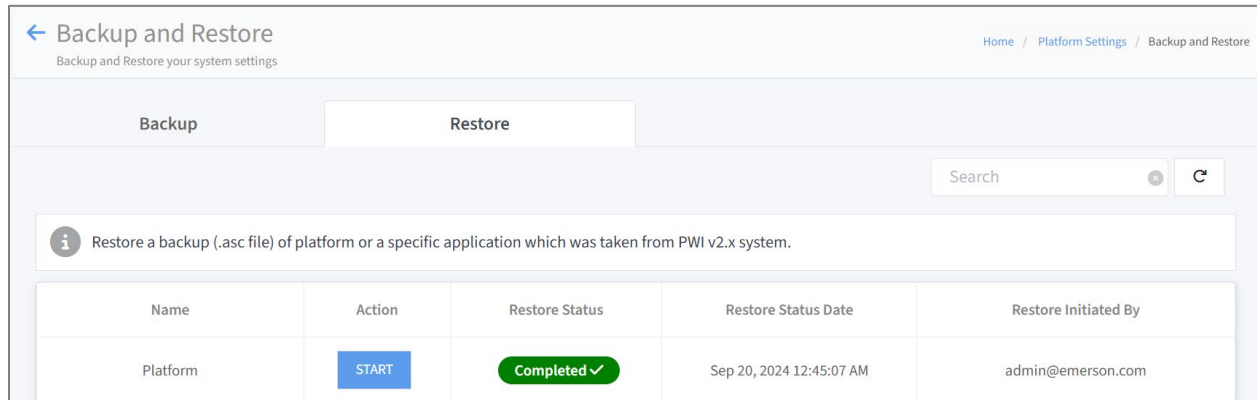 Backup and Restore
Backup and Restore your system settings
Home / Platform Settings / Backup and Restore
Backup Restore
Search
Restore a backup (.asc file) of platform or a specific application which was taken from PWI v2.x system.
Name Action Restore Status Restore Status Date Restore Initiated By
Platform START Completed ✓ Sep 20, 2024 12:45:07 AM admin@emerson.com